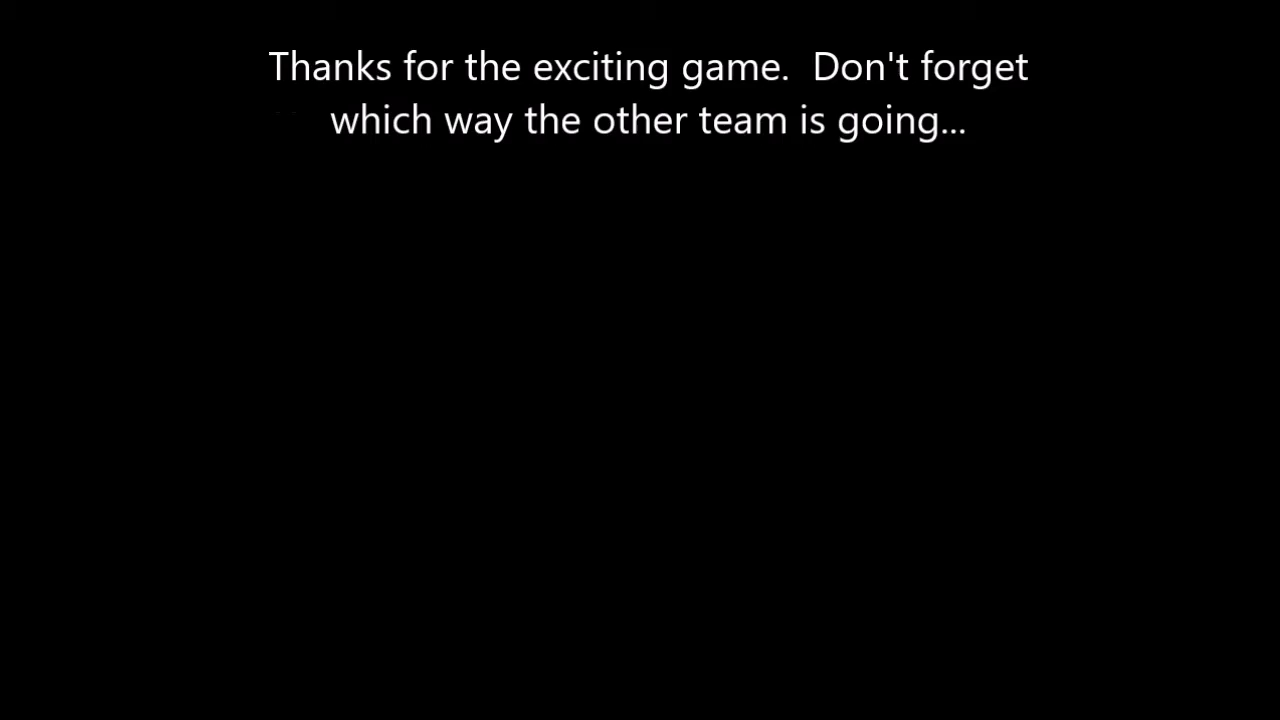 Thanks for the exciting game.  Don't forget
which way the other team is going...